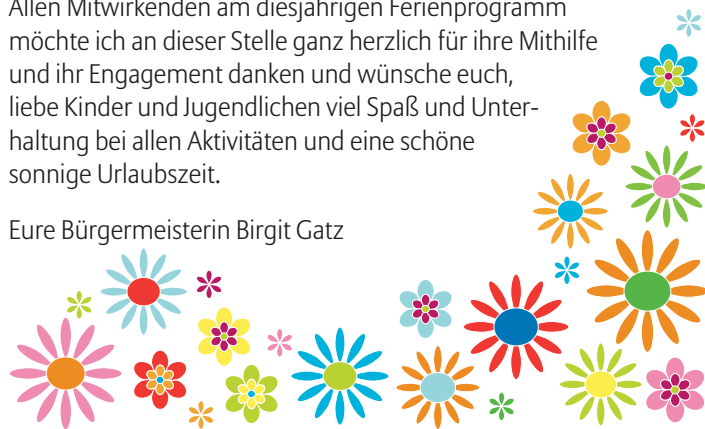 Allen Mitwirkenden am diesjährigen Ferienprogramm
möchte ich an dieser Stelle ganz herzlich für ihre Mithilfe
und ihr Engagement danken und wünsche euch,
liebe Kinder und Jugendlichen viel Spaß und Unter-
haltung bei allen Aktivitäten und eine schöne
sonnige Urlaubszeit.
Eure Bürgermeisterin Birgit Gatz